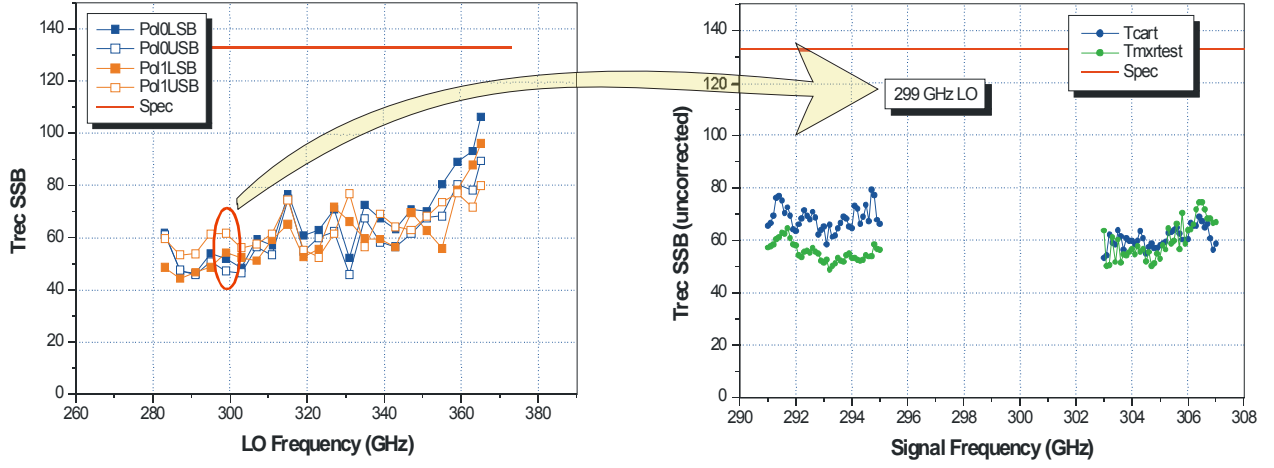 140
120
100
80
60
40
20
0
Trec SSB
Pol0LSB
Pol0USB
Pol1LSB
Pol1USB
Spec
260
280
300
320
340
360
380
LO Frequency (GHz)
140
120
100
80
60
40
20
0
Trec SSB (uncorrected)
299 GHz LO
Tcart
Tmxrtest
Spec
290
292
294
296
298
300
302
304
306
308
Signal Frequency (GHz)